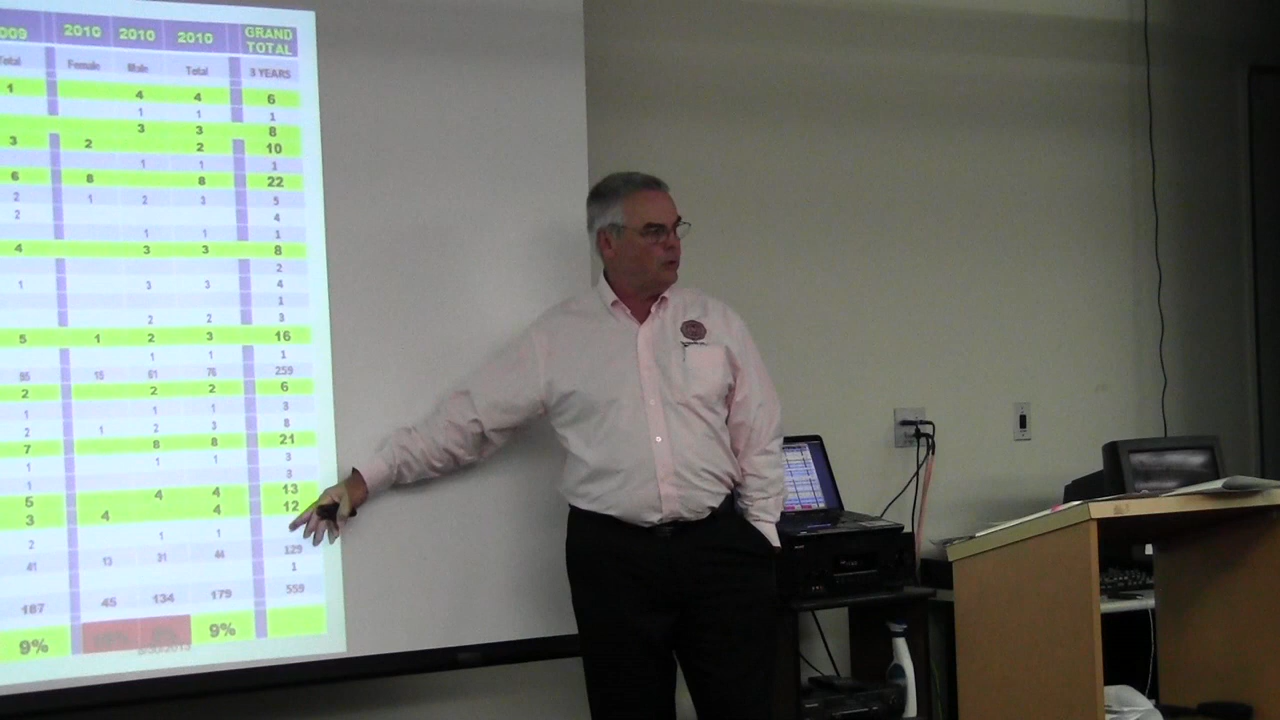 009 2010 2010 2010 GRAND TOTAL
Total Female Male Total 3 YEARS
1 4 4 6
1 1 1
3 3 8
3 2 2 10
1 1 1
6 8 8 22
2 1 2 3 5
2 4
1 1 1
4 3 3 8
2
1 3 3 4
1
2 2 3
5 1 2 3 16
1 1 1
95 15 61 76 259
2 2 2 6
1 1 1 3
2 1 2 3 8
7 8 8 21
1 1 1 3
1 3
5 4 4 13
3 4 4 12
2 1 1
41 13 31 44 129
1
187 45 134 179 559
9% 9%